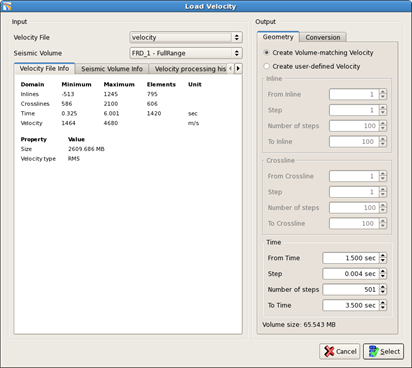 Load Velocity
Input
Velocity File velocity
Seismic Volume FRD_1 - FullRange
Velocity File Info Seismic Volume Info Velocity processing his
Domain Minimum Maximum Elements Unit
Inlines -513 1245 795
Crosslines 586 2100 606
Time 0.325 6.001 1420 sec
Velocity 1464 4680 m/s
Property Value
Size 2609.686 MB
Velocity type RMS
Output
Geometry Conversion
Create Volume-matching Velocity
Create user-defined Velocity
Inline
From Inline 1
Step 1
Number of steps 100
To Inline 100
Crossline
From Crossline 1
Step 1
Number of steps 100
To Crossline 100
Time
From Time 1.500 sec
Step 0.004 sec
Number of steps 501
To Time 3.500 sec
Volume size: 65.543 MB
Cancel Select